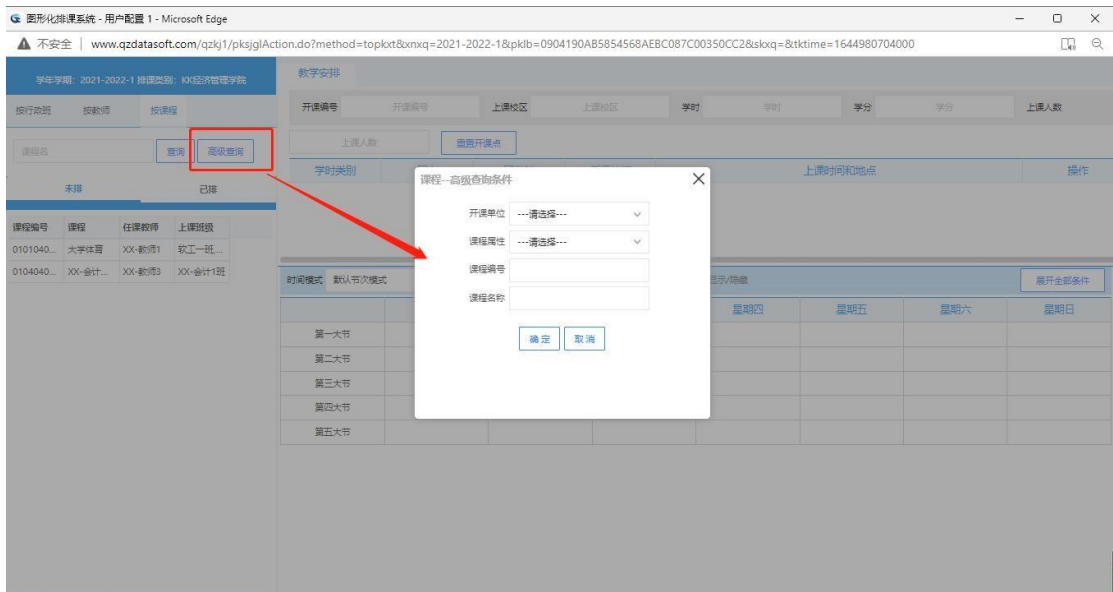 图形化排课系统 - 用户配置 1 - Microsoft Edge
不安全 | www.qzdatasoft.com/qzkj1/pksjglAction.do?method=topkxt&xnxq=2021-2022-1&pklb=0904190AB5854568AEBC087C00350CC2&skxq=&tktime=1644980704000
学年学期: 2021-2022-1 排课类别: KK经济管理学院
教学安排
按行政班 按教师 按课程
开课编号 开课编号 上课校区 上课校区 学时 学时 学分 学分 上课人数
课程名 查询 高级查询
上课人数 重置开课点
学时类别 上课时间和地点 操作
未排 已排
课程--高级查询条件
开课单位 ---请选择---
课程属性 ---请选择---
课程编号
课程名称
确 定 取 消
课程编号 课程 任课教师 上课班级
0101040... 大学体育 XX-教师1 软工一班,...
0104040... XX-会计... XX-教师3 XX-会计1班
时间模式 默认节次模式 显示/隐藏 展开全部条件
星期四 星期五 星期六 星期日
第一大节
第二大节
第三大节
第四大节
第五大节